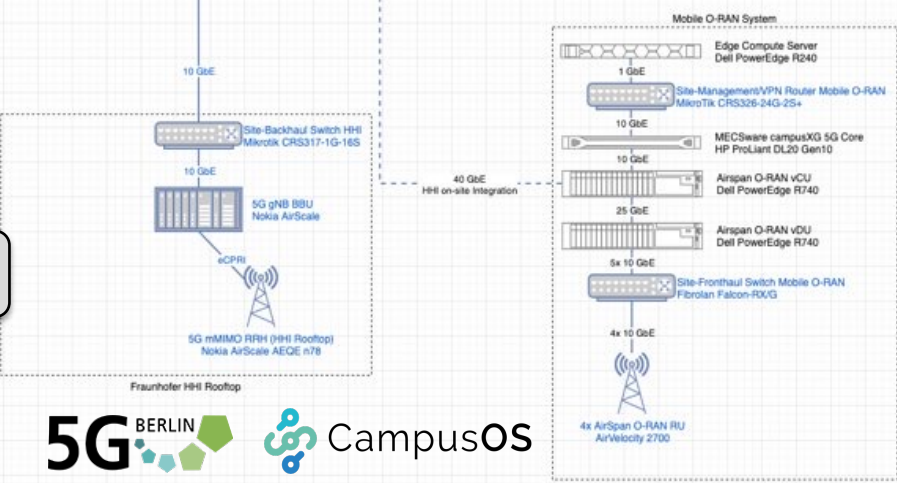 Mobile O-RAN System
Edge Compute Server
Dell PowerEdge R240
1 GbE
Site-Management/VPN Router Mobile O-RAN
MikroTik CRS326-24G-2S+
10 GbE
MECSware campusXG 5G Core
HP ProLiant DL20 Gen10
10 GbE
Airspan O-RAN vCU
Dell PowerEdge R740
25 GbE
Airspan O-RAN vDU
Dell PowerEdge R740
5x 10 GbE
Site-Fronthaul Switch Mobile O-RAN
Fibrolan Falcon-RX/G
4x 10 GbE
4x AirSpan O-RAN RU
AirVelocity 2700
40 GbE
HHI on-site Integration
10 GbE
Site-Backhaul Switch HHI
Mikrotik CRS317-1G-16S
10 GbE
5G gNB BBU
Nokia AirScale
eCPRI
5G mMIMO RRH (HHI Rooftop)
Nokia AirScale AEQE n78
Fraunhofer HHI Rooftop
5G BERLIN
CampusOS